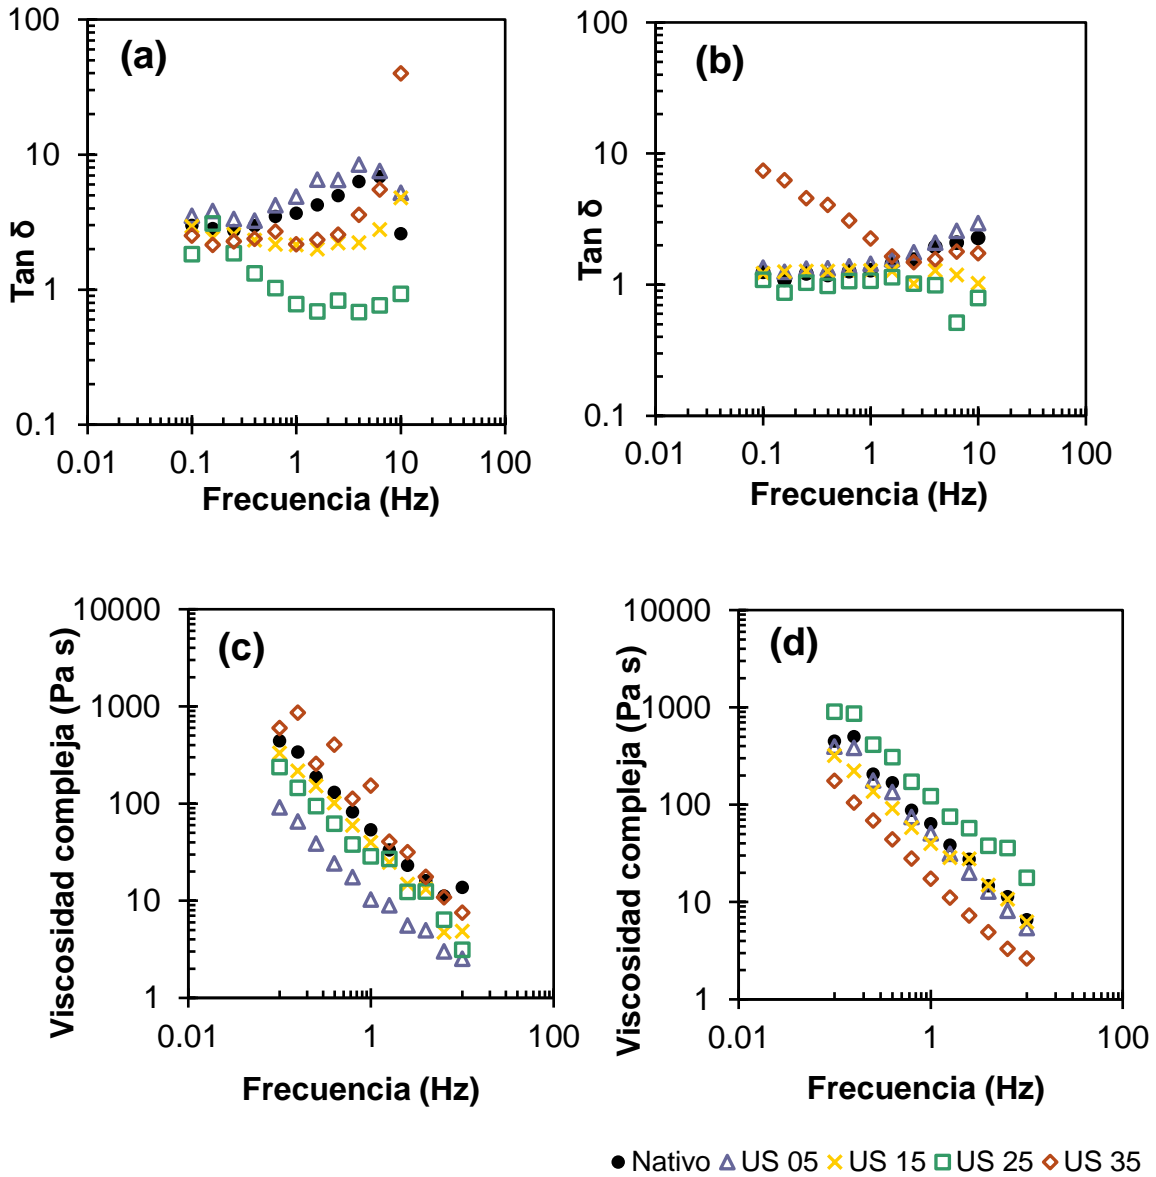 (a)
100
10
1
0.1
Tan δ
0.01 0.1 1 10 100
Frecuencia (Hz)
(b)
100
10
1
0.1
Tan δ
0.01 0.1 1 10 100
Frecuencia (Hz)
(c)
10000
1000
100
10
1
Viscosidad compleja (Pa s)
0.01 1 100
Frecuencia (Hz)
(d)
10000
1000
100
10
1
Viscosidad compleja (Pa s)
0.01 1 100
Frecuencia (Hz)
Nativo US 05 US 15 US 25 US 35